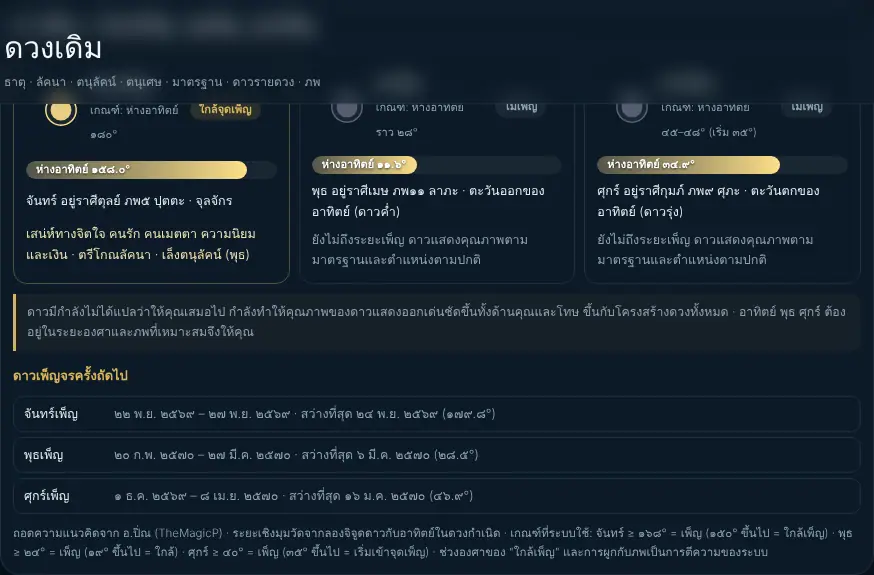 ดวงเดิม
ธาตุ · ลัคนา · ตนุลัคน์ · ตนุเศษ · มาตรฐาน · ดาวรายดวง · ภพ
เกณฑ์: ห่างอาทิตย์ ใกล้จุดเพ็ญ
๑๘๐°
ห่างอาทิตย์ ๑๕๘.๐°
จันทร์ อยู่ราศีตุลย์ ภพ๕ ปุตตะ · จุลจักร
เสน่ห์ทางจิตใจ คนรัก คนเมตตา ความนิยม
และเงิน · ตรีโกณลัคนา · เล็งตนุลัคน์ (พุธ)
เกณฑ์: ห่างอาทิตย์ ไม่เพ็ญ
ราว ๒๘°
ห่างอาทิตย์ ๑๑.๖°
พุธ อยู่ราศีเมษ ภพ๑๑ ลาภะ · ตะวันออกของ
อาทิตย์ (ดาวค่ำ)
ยังไม่ถึงระยะเพ็ญ ดาวแสดงคุณภาพตาม
มาตรฐานและตำแหน่งตามปกติ
เกณฑ์: ห่างอาทิตย์ ไม่เพ็ญ
๔๕–๔๘° (เริ่ม ๓๕°)
ห่างอาทิตย์ ๓๔.๙°
ศุกร์ อยู่ราศีกุมภ์ ภพ๙ ศุภะ · ตะวันตกของ
อาทิตย์ (ดาวรุ่ง)
ยังไม่ถึงระยะเพ็ญ ดาวแสดงคุณภาพตาม
มาตรฐานและตำแหน่งตามปกติ
ดาวมีกำลังไม่ได้แปลว่าให้คุณเสมอไป กำลังทำให้คุณภาพของดาวแสดงออกเด่นชัดขึ้นทั้งด้านคุณและโทษ ขึ้นกับโครงสร้างดวงทั้งหมด · อาทิตย์ พุธ ศุกร์ ต้อง
อยู่ในระยะองศาและภพที่เหมาะสมจึงให้คุณ
ดาวเพ็ญจรครั้งถัดไป
จันทร์เพ็ญ ๒๒ พ.ย. ๒๕๖๙ – ๒๗ พ.ย. ๒๕๖๙ · สว่างที่สุด ๒๔ พ.ย. ๒๕๖๙ (๑๗๙.๘°)
พุธเพ็ญ ๒๐ ก.พ. ๒๕๗๐ – ๒๗ มี.ค. ๒๕๗๐ · สว่างที่สุด ๖ มี.ค. ๒๕๗๐ (๒๘.๕°)
ศุกร์เพ็ญ ๑ ธ.ค. ๒๕๖๙ – ๘ เม.ย. ๒๕๗๐ · สว่างที่สุด ๑๖ ม.ค. ๒๕๗๐ (๔๖.๙°)
ถอดความแนวคิดจาก อ.ปิ่ณ (TheMagicP) · ระยะเชิงมุมวัดจากลองจิจูดดาวกับอาทิตย์ในดวงกำเนิด · เกณฑ์ที่ระบบใช้: จันทร์ ≥ ๑๖๘° = เพ็ญ (๑๕๐° ขึ้นไป = ใกล้เพ็ญ) · พุธ
≥ ๒๔° = เพ็ญ (๑๙° ขึ้นไป = ใกล้) · ศุกร์ ≥ ๔๐° = เพ็ญ (๓๕° ขึ้นไป = เริ่มเข้าจุดเพ็ญ) · ช่วงองศาของ "ใกล้เพ็ญ" และการผูกกับภพเป็นการตีความของระบบ